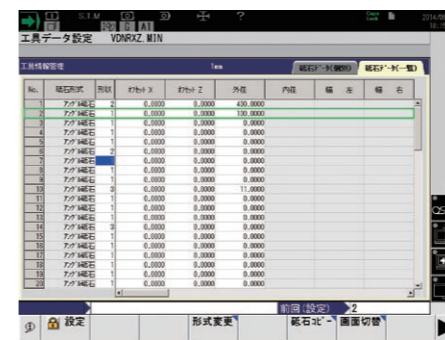 S.T.M ?
A1
2014/08
10:15
工具データ設定 VDNRXZ.MIN
工具情報管理 1mm 砥石データ(個別) 砥石データ(一覧)
No. 砥石形式 形状 オフセット X オフセット Z 外径 内径 幅 左 幅 右
1 アングル砥石 2 0.0000 0.0000 400.0000
2 アングル砥石 1 0.0000 0.0000 100.0000
3 アングル砥石 1 0.0000 0.0000 0.0000
4 アングル砥石 1 0.0000 0.0000 0.0000
5 アングル砥石 1 0.0000 0.0000 0.0000
6 アングル砥石 2 0.0000 0.0000 0.0000
7 アングル砥石 0.0000 0.0000 0.0000
8 アングル砥石 1 0.0000 0.0000 0.0000
9 アングル砥石 1 0.0000 0.0000 0.0000
10 アングル砥石 3 0.0000 0.0000 11.0000
11 アングル砥石 1 0.0000 0.0000 0.0000
12 アングル砥石 1 0.0000 0.0000 0.0000
13 アングル砥石 1 0.0000 0.0000 0.0000
14 アングル砥石 3 0.0000 0.0000 0.0000
15 アングル砥石 1 0.0000 0.0000 0.0000
16 アングル砥石 1 0.0000 0.0000 0.0000
17 アングル砥石 1 0.0000 0.0000 0.0000
18 アングル砥石 1 0.0000 0.0000 0.0000
19 アングル砥石 1 0.0000 0.0000 0.0000
20 アングル砥石 1 0.0000 0.0000 0.0000
前回(設定) 2
設定 形式変更 砥石コピー 画面切替